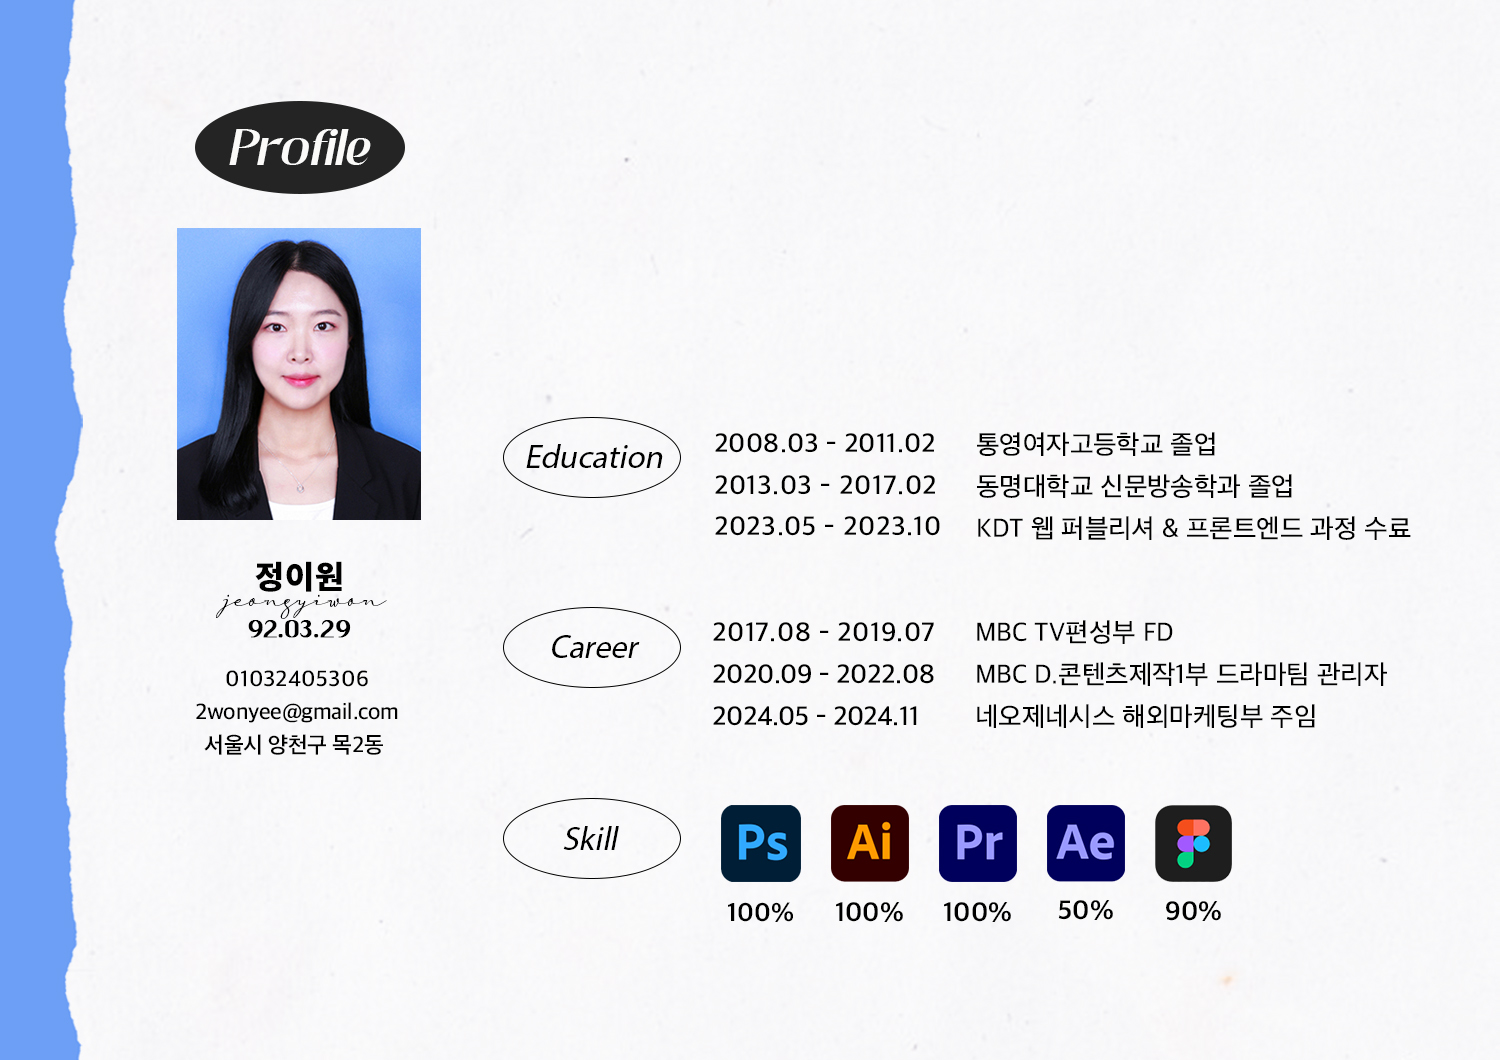 Profile
정이원
jeongyiwon
92.03.29
01032405306
2wonyee@gmail.com
서울시 양천구 목2동
Education
2008.03 - 2011.02 통영여자고등학교 졸업
2013.03 - 2017.02 동명대학교 신문방송학과 졸업
2023.05 - 2023.10 KDT 웹 퍼블리셔 & 프론트엔드 과정 수료
Career
2017.08 - 2019.07 MBC TV편성부 FD
2020.09 - 2022.08 MBC D.콘텐츠제작1부 드라마팀 관리자
2024.05 - 2024.11 네오제네시스 해외마케팅부 주임
Skill
Ps Ai Pr Ae
100% 100% 100% 50% 90%